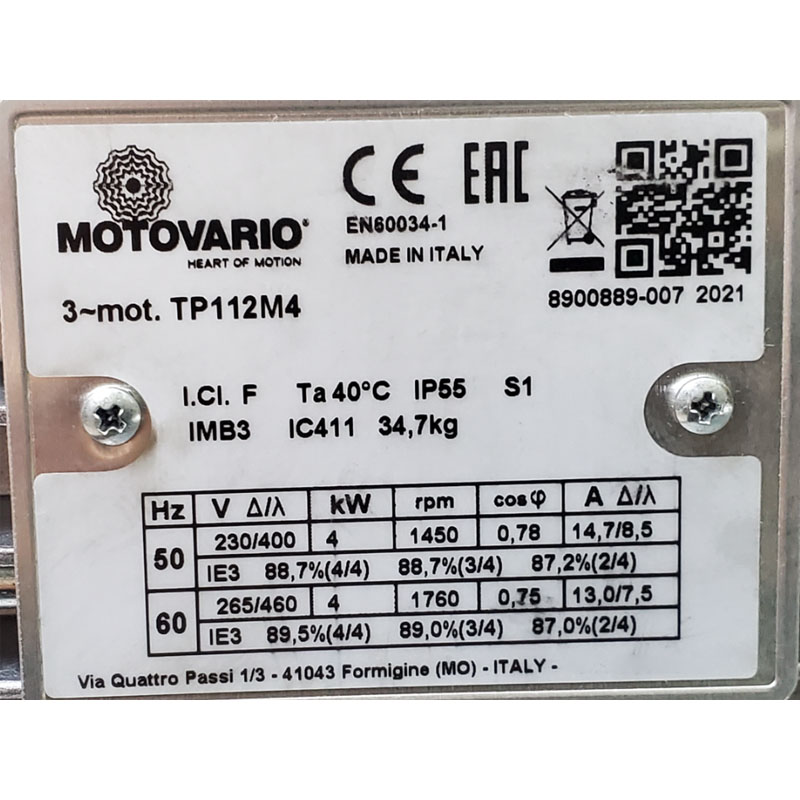 MOTOVARIO®
HEART OF MOTION
CE EAC
EN60034-1
MADE IN ITALY
8900889-007 2021
3~mot. TP112M4
I.Cl. F Ta 40°C IP55 S1
IMB3 IC411 34,7kg
Hz V Δ/λ kW rpm cosφ A Δ/λ
50 230/400 4 1450 0,78 14,7/8,5
IE3 88,7%(4/4) 88,7%(3/4) 87,2%(2/4)
60 265/460 4 1760 0,75 13,0/7,5
IE3 89,5%(4/4) 89,0%(3/4) 87,0%(2/4)
Via Quattro Passi 1/3 - 41043 Formigine (MO) - ITALY -